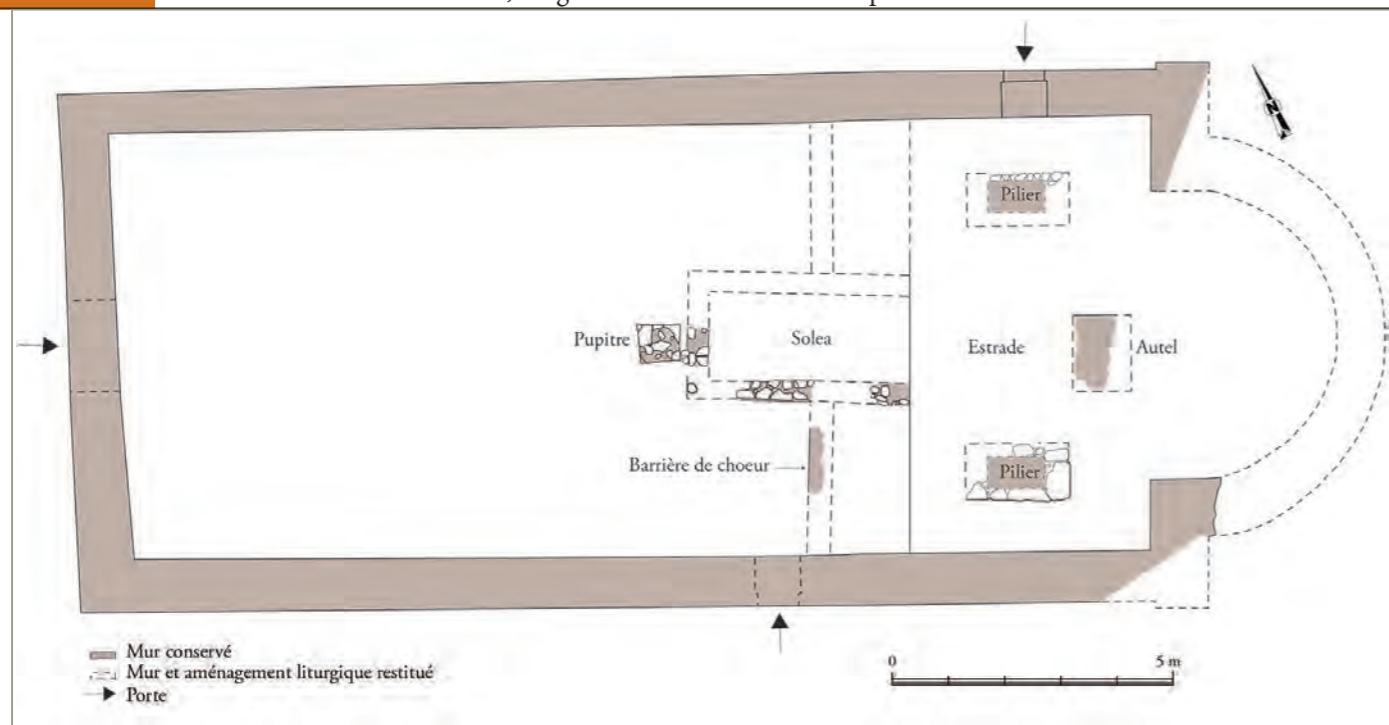 Pilier
Pupitre
Solea
Estrade
Autel
Barrière de choeur
Pilier
N
Mur conservé
Mur et aménagement liturgique restitué
Porte
0 5 m